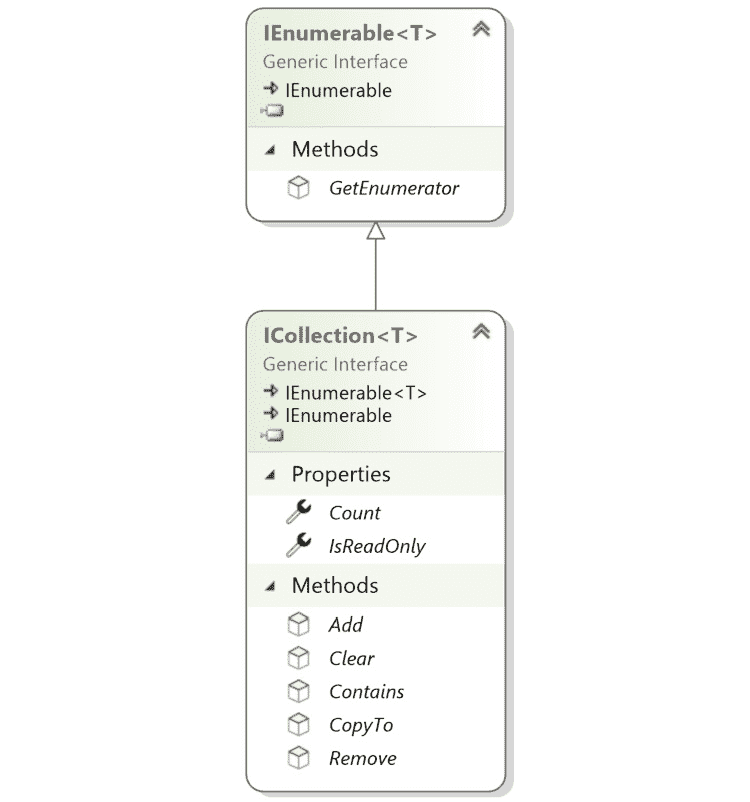 IEnumerable<T>
Generic Interface
IEnumerable
Methods
GetEnumerator
ICollection<T>
Generic Interface
IEnumerable<T>
IEnumerable
Properties
Count
IsReadOnly
Methods
Add
Clear
Contains
CopyTo
Remove